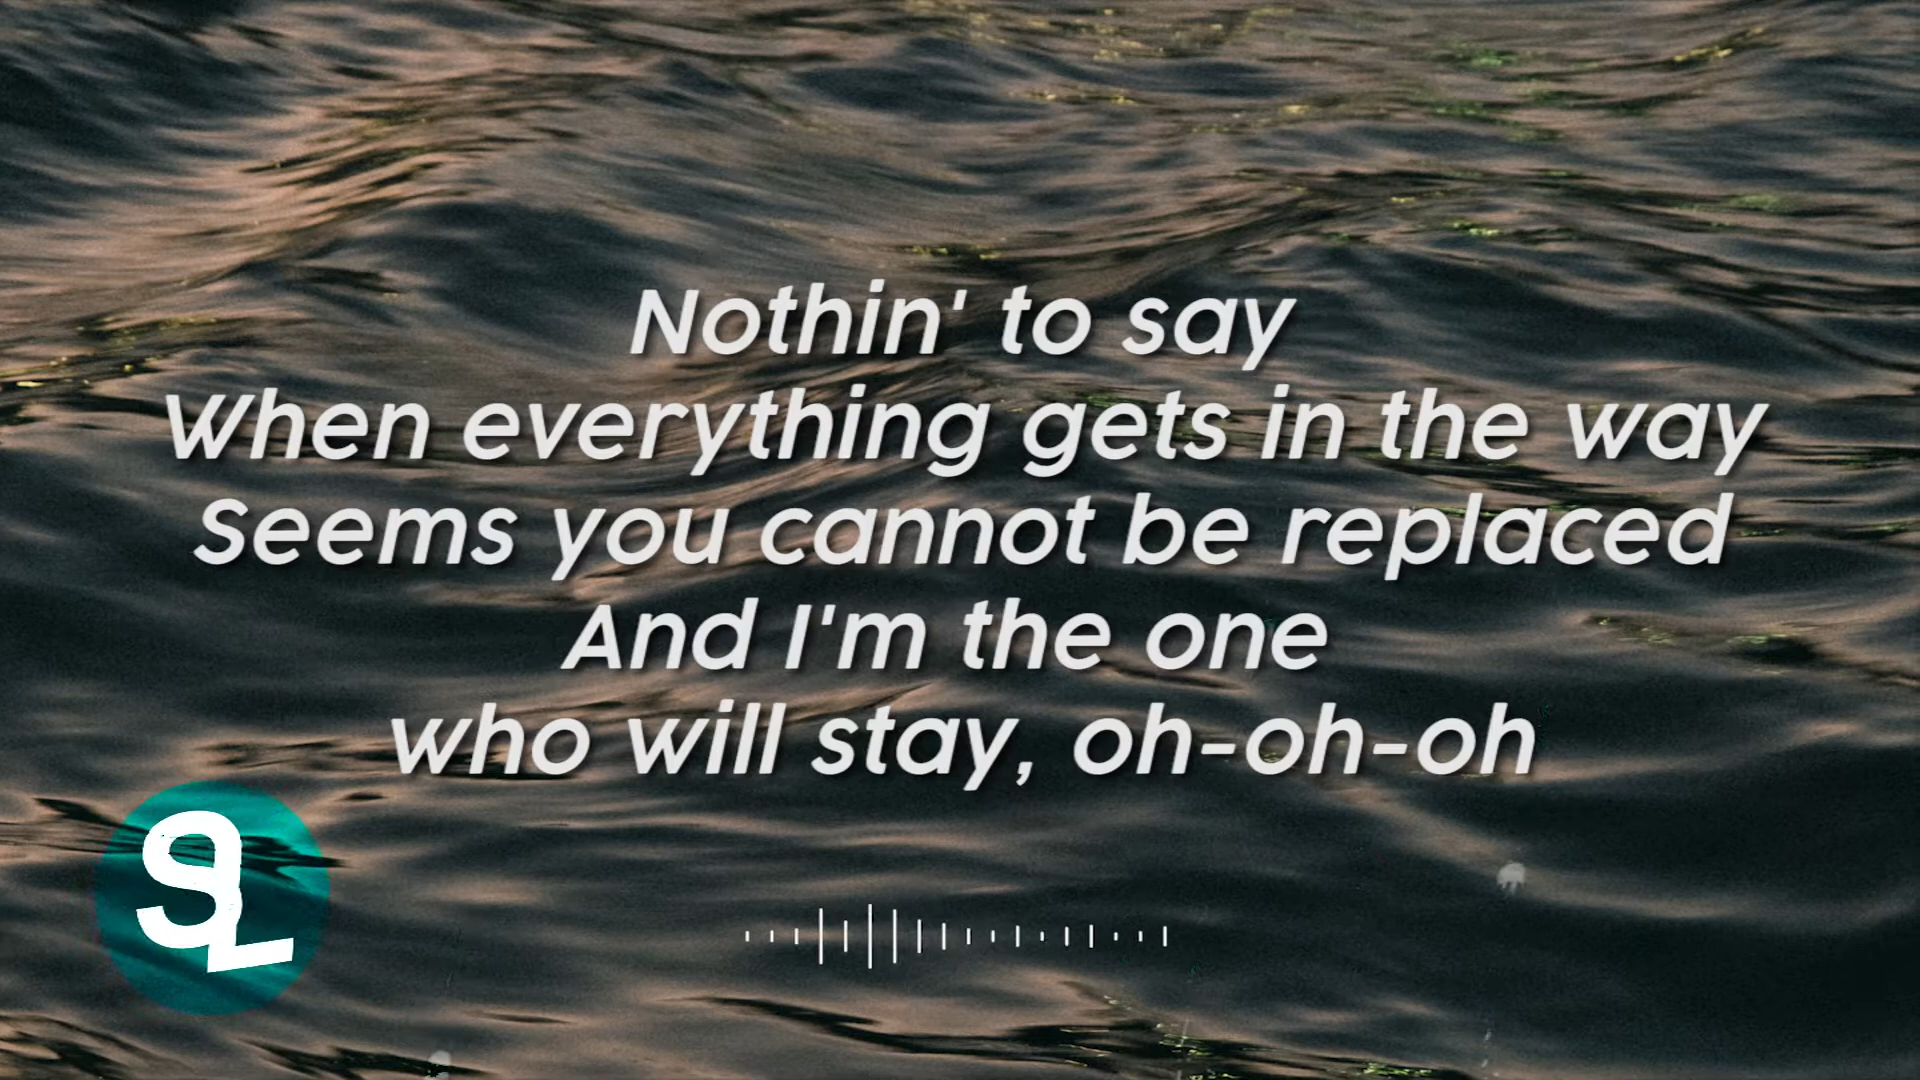 Nothin' to say
When everything gets in the way
Seems you cannot be replaced
And I'm the one
who will stay, oh-oh-oh
SL